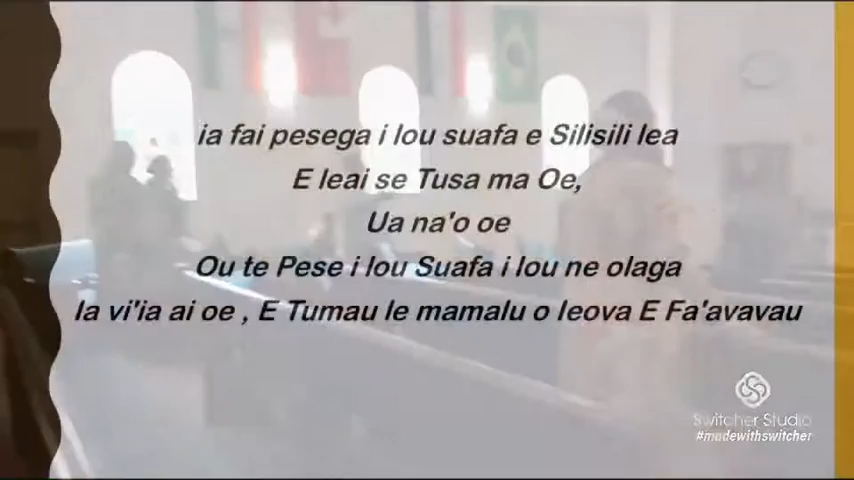 ia fai pesega i lou suafa e Silisili lea
E leai se Tusa ma Oe,
Ua na'o oe
Ou te Pese i lou Suafa i lou ne olaga
Ia vi'ia ai oe , E Tumau le mamalu o Ieova E Fa'avavau
Switcher Studio
#madewithswitcher